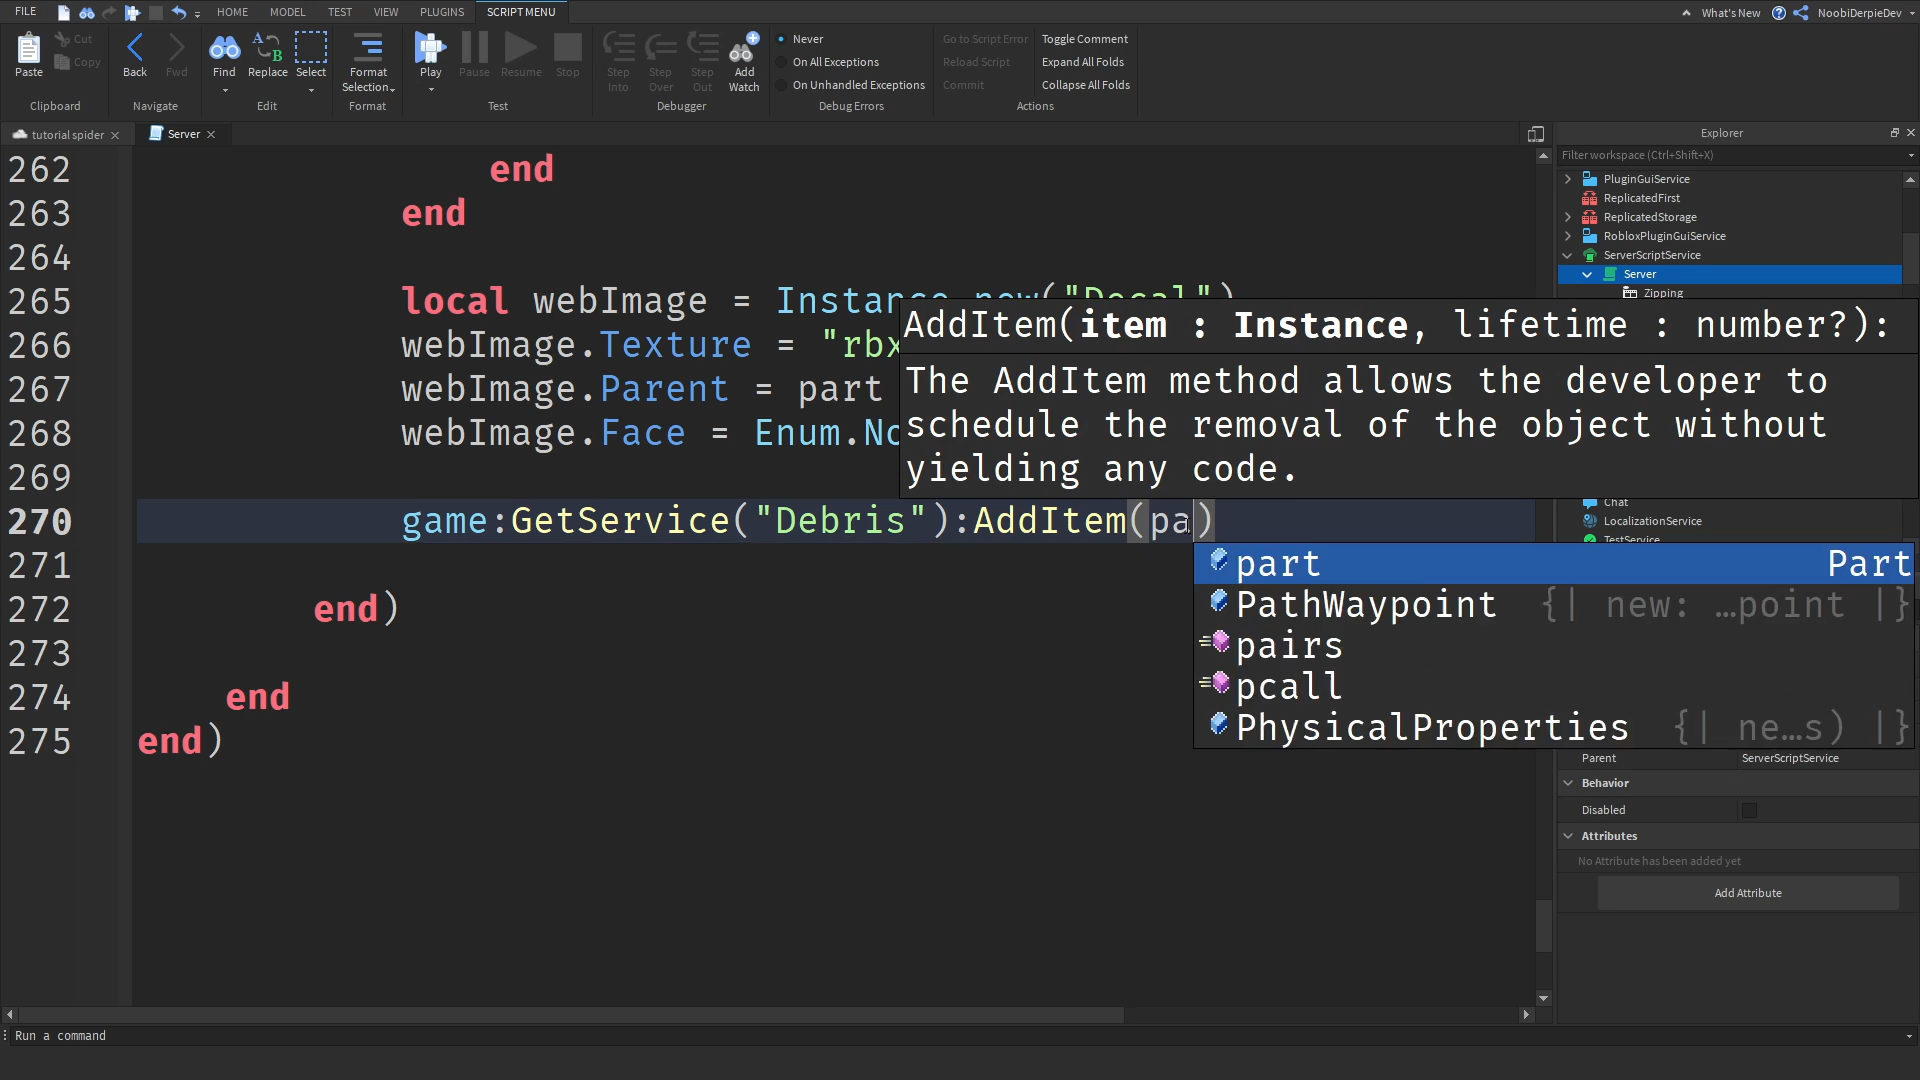 FILE
HOME
MODEL
TEST
VIEW
PLUGINS
SCRIPT MENU
What's New
NoobiDerpieDev
Paste
Cut
Copy
Clipboard
Back
Fwd
Navigate
Find
Replace
Select
Edit
Format
Selection
Format
Play
Pause
Resume
Stop
Test
Step
Into
Step
Over
Step
Out
Add
Watch
Debugger
Never
On All Exceptions
On Unhandled Exceptions
Debug Errors
Go to Script Error
Reload Script
Commit
Toggle Comment
Expand All Folds
Collapse All Folds
Actions
tutorial spider
Server
262 end
263 end
264
265 local webImage = Instance.new("Decal")
266 webImage.Texture = "rbx
267 webImage.Parent = part
268 webImage.Face = Enum.No
269
270 game:GetService("Debris"):AddItem(pa)
271
272 end)
273
274 end
275 end)
AddItem(item : Instance, lifetime : number?):
The AddItem method allows the developer to
schedule the removal of the object without
yielding any code.
part Part
PathWaypoint {| new: …point |}
pairs
pcall
PhysicalProperties {| ne…s) |}
Explorer
Filter workspace (Ctrl+Shift+X)
PluginGuiService
ReplicatedFirst
ReplicatedStorage
RobloxPluginGuiService
ServerScriptService
Server
Zipping
Chat
LocalizationService
TestService
Parent ServerScriptService
Behavior
Disabled
Attributes
No Attribute has been added yet
Add Attribute
Run a command